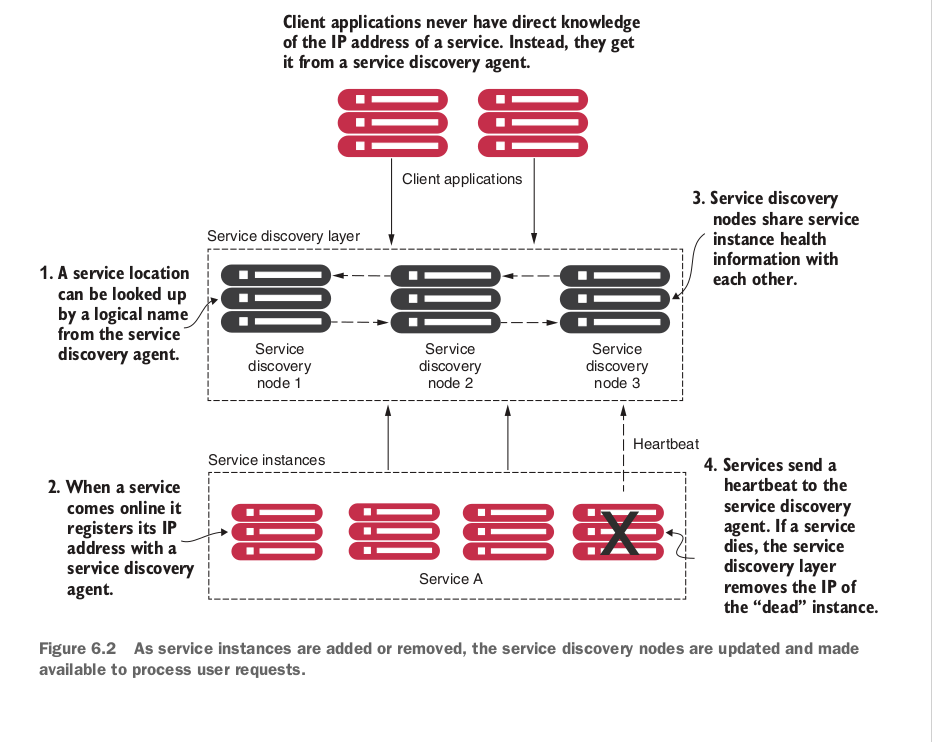 Client applications never have direct knowledge
of the IP address of a service. Instead, they get
it from a service discovery agent.
Client applications
3. Service discovery
nodes share service
instance health
information with
each other.
Service discovery layer
1. A service location
can be looked up
by a logical name
from the service
discovery agent.
Service
discovery
node 1
Service
discovery
node 2
Service
discovery
node 3
Heartbeat
Service instances
4. Services send a
heartbeat to the
service discovery
agent. If a service
dies, the service
discovery layer
removes the IP of
the “dead” instance.
2. When a service
comes online it
registers its IP
address with a
service discovery
agent.
X
Service A
Figure 6.2 As service instances are added or removed, the service discovery nodes are updated and made
available to process user requests.